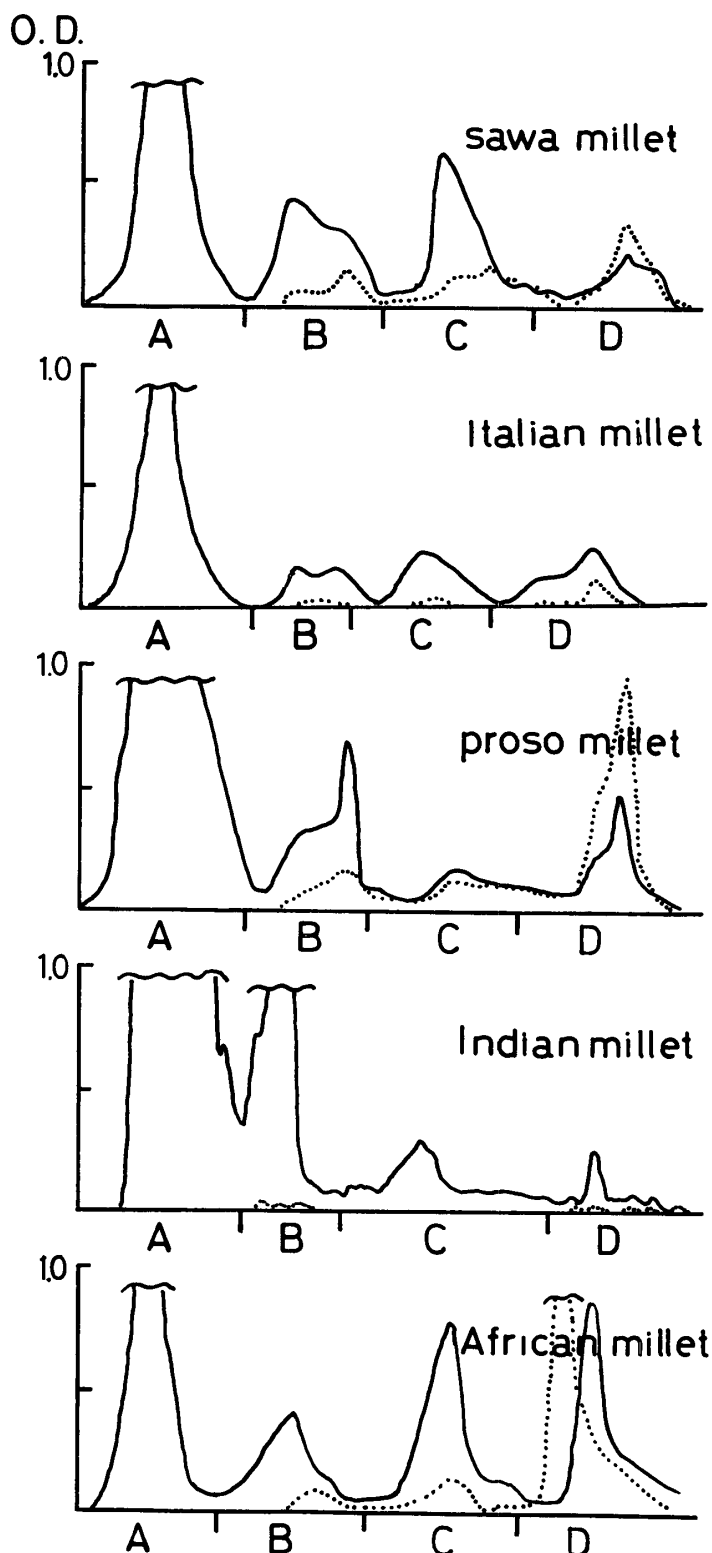 O. D.
1.0
sawa millet
A B C D
1.0
Italian millet
A B C D
1.0
proso millet
A B C D
1.0
Indian millet
A B C D
1.0
African millet
A B C D